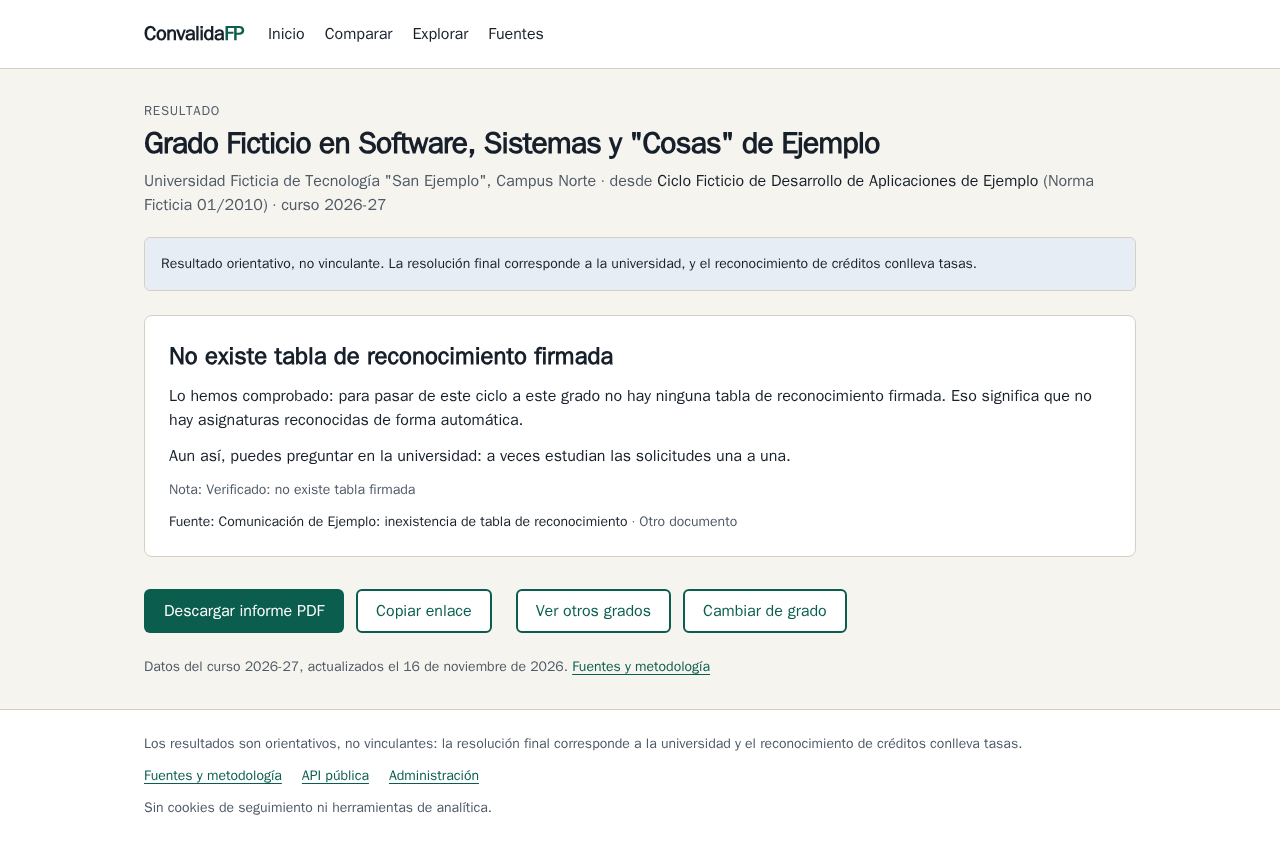 ConvalidaFP Inicio Comparar Explorar Fuentes
RESULTADO
Grado Ficticio en Software, Sistemas y "Cosas" de Ejemplo
Universidad Ficticia de Tecnología "San Ejemplo", Campus Norte · desde Ciclo Ficticio de Desarrollo de Aplicaciones de Ejemplo (Norma
Ficticia 01/2010) · curso 2026-27
Resultado orientativo, no vinculante. La resolución final corresponde a la universidad, y el reconocimiento de créditos conlleva tasas.
No existe tabla de reconocimiento firmada
Lo hemos comprobado: para pasar de este ciclo a este grado no hay ninguna tabla de reconocimiento firmada. Eso significa que no
hay asignaturas reconocidas de forma automática.
Aun así, puedes preguntar en la universidad: a veces estudian las solicitudes una a una.
Nota: Verificado: no existe tabla firmada
Fuente: Comunicación de Ejemplo: inexistencia de tabla de reconocimiento · Otro documento
Descargar informe PDF Copiar enlace Ver otros grados Cambiar de grado
Datos del curso 2026-27, actualizados el 16 de noviembre de 2026. Fuentes y metodología
Los resultados son orientativos, no vinculantes: la resolución final corresponde a la universidad y el reconocimiento de créditos conlleva tasas.
Fuentes y metodología API pública Administración
Sin cookies de seguimiento ni herramientas de analítica.